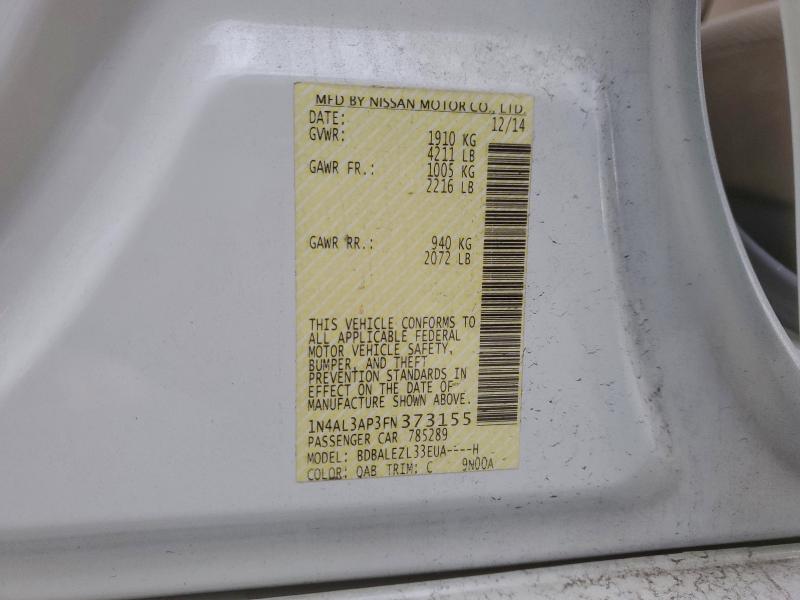 MFD BY NISSAN MOTOR CO., LTD.
DATE: 12/14
GVWR: 1910 KG
4211 LB
GAWR FR.: 1005 KG
2216 LB
GAWR RR.: 940 KG
2072 LB
THIS VEHICLE CONFORMS TO
ALL APPLICABLE FEDERAL
MOTOR VEHICLE SAFETY,
BUMPER, AND THEFT
PREVENTION STANDARDS IN
EFFECT ON THE DATE OF
MANUFACTURE SHOWN ABOVE.
1N4AL3AP3FN373155
PASSENGER CAR 785289
MODEL: BDBALEZL33EUA----H
COLOR: QAB TRIM: C 9N00A